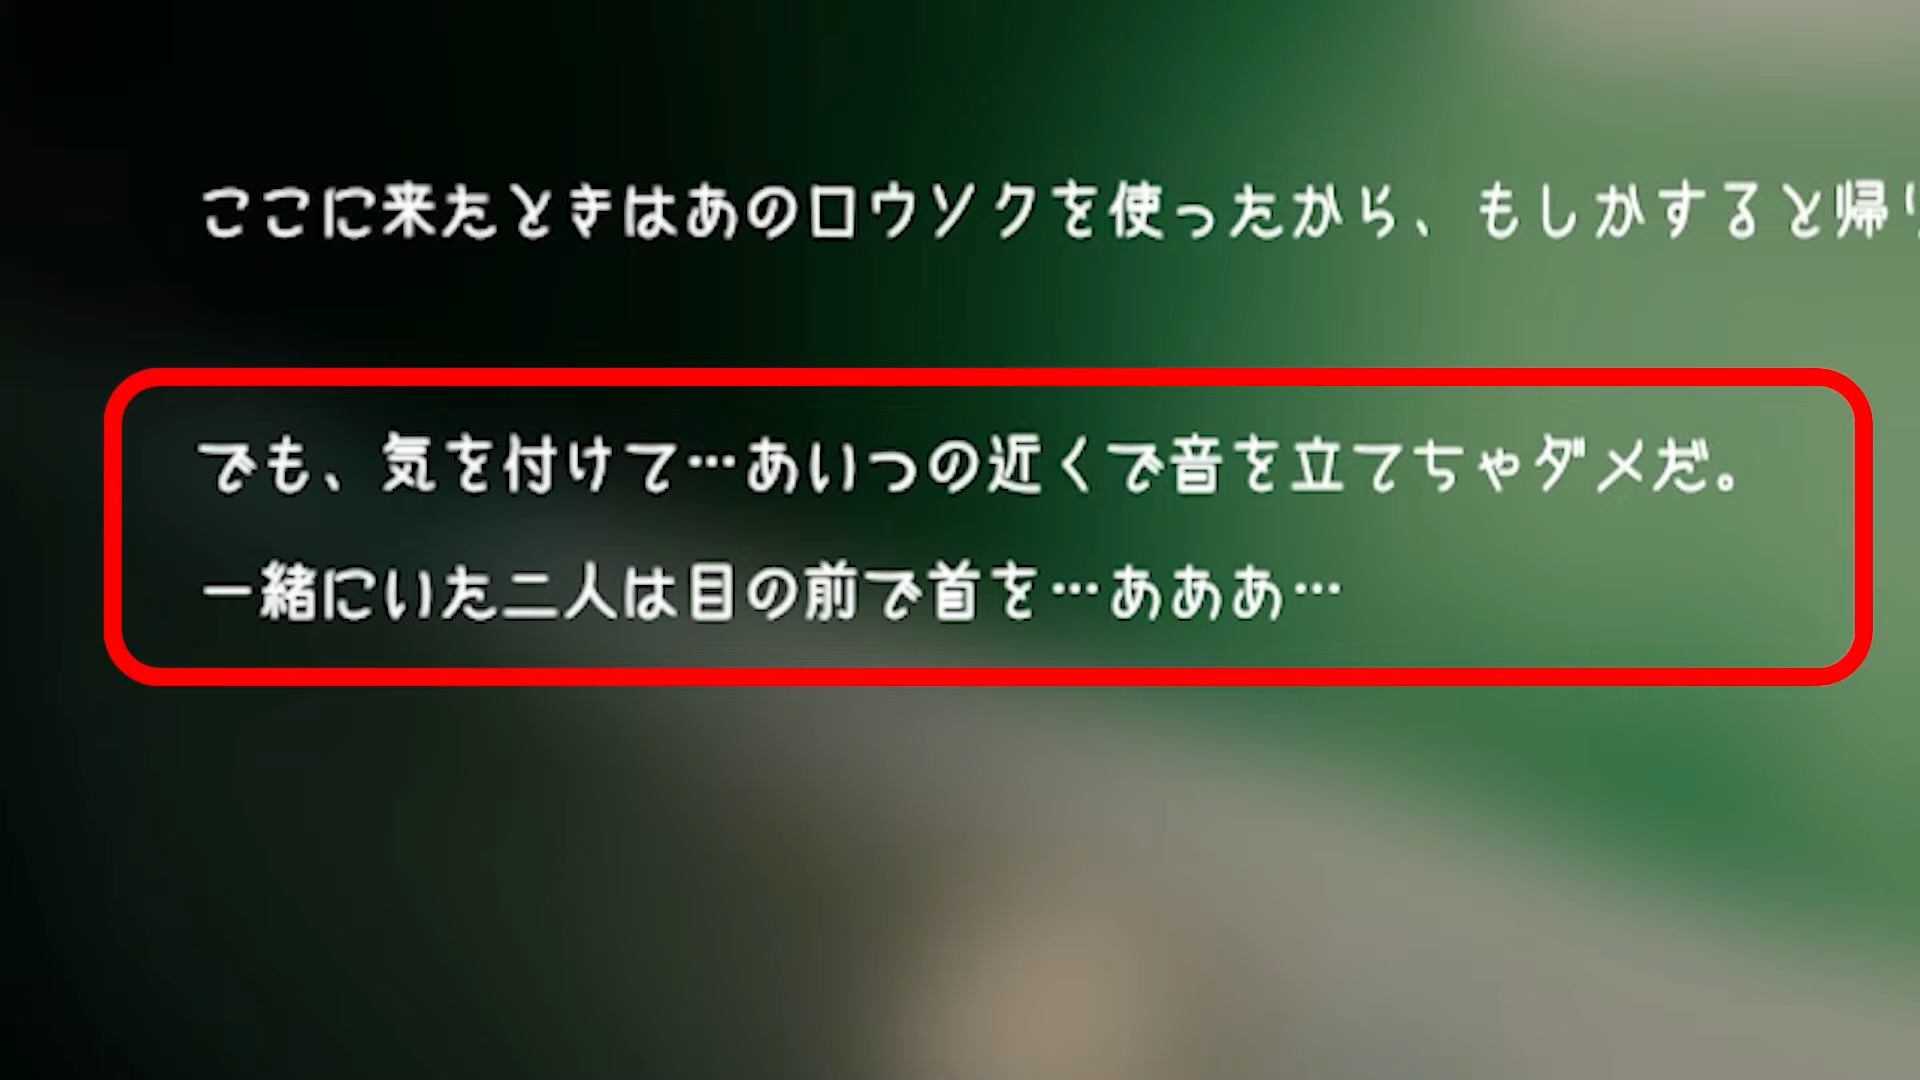 ここに来たときはあのロウソクを使ったから、もしかすると帰り
でも、気を付けて…あいつの近くで音を立てちゃダメだ。
一緒にいた二人は目の前で首を…あああ…